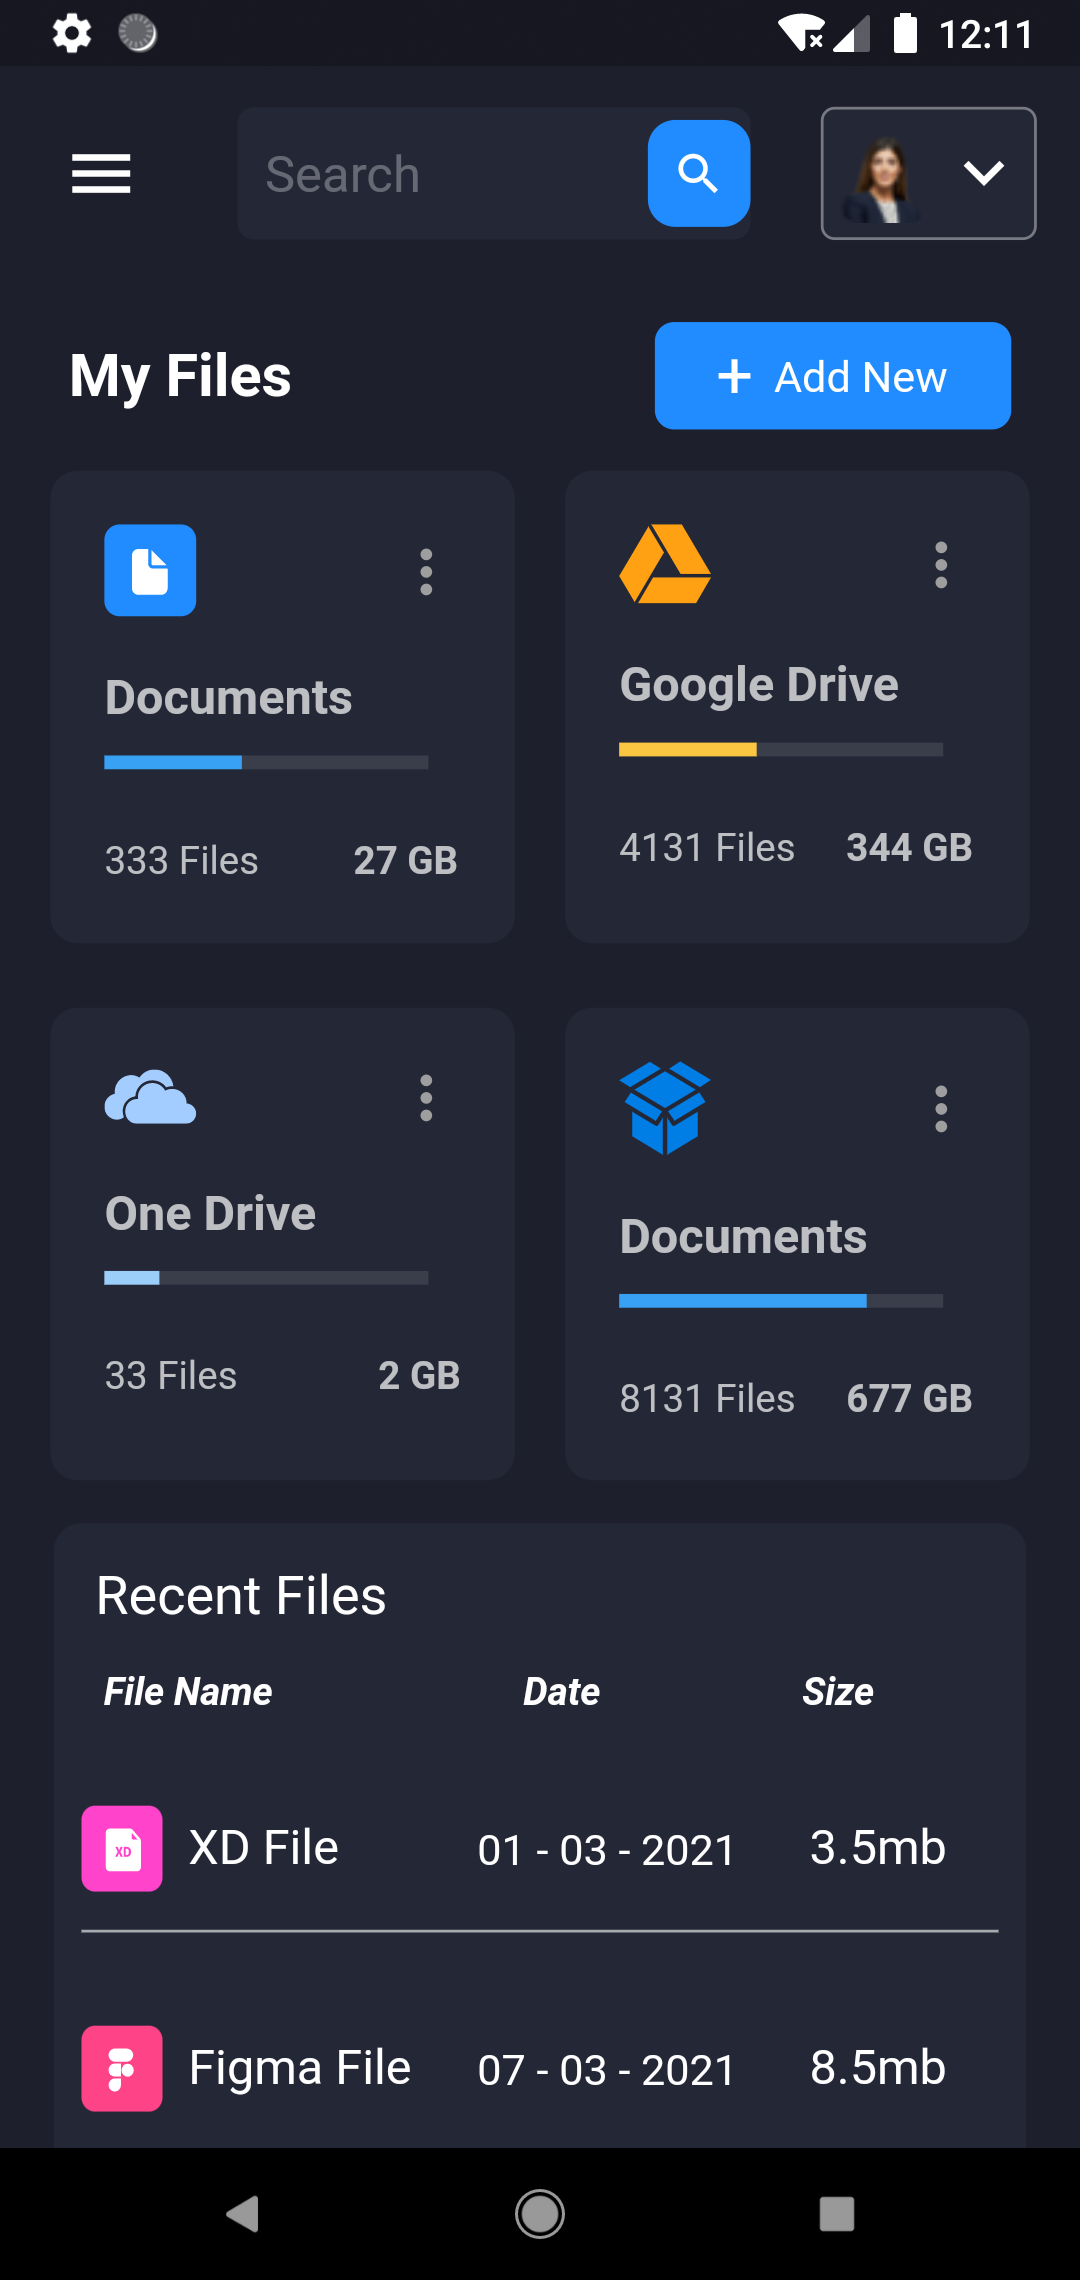 12:11
Search
My Files
+ Add New
Documents
333 Files 27 GB
Google Drive
4131 Files 344 GB
One Drive
33 Files 2 GB
Documents
8131 Files 677 GB
Recent Files
File Name Date Size
XD
XD File 01 - 03 - 2021 3.5mb
Figma File 07 - 03 - 2021 8.5mb